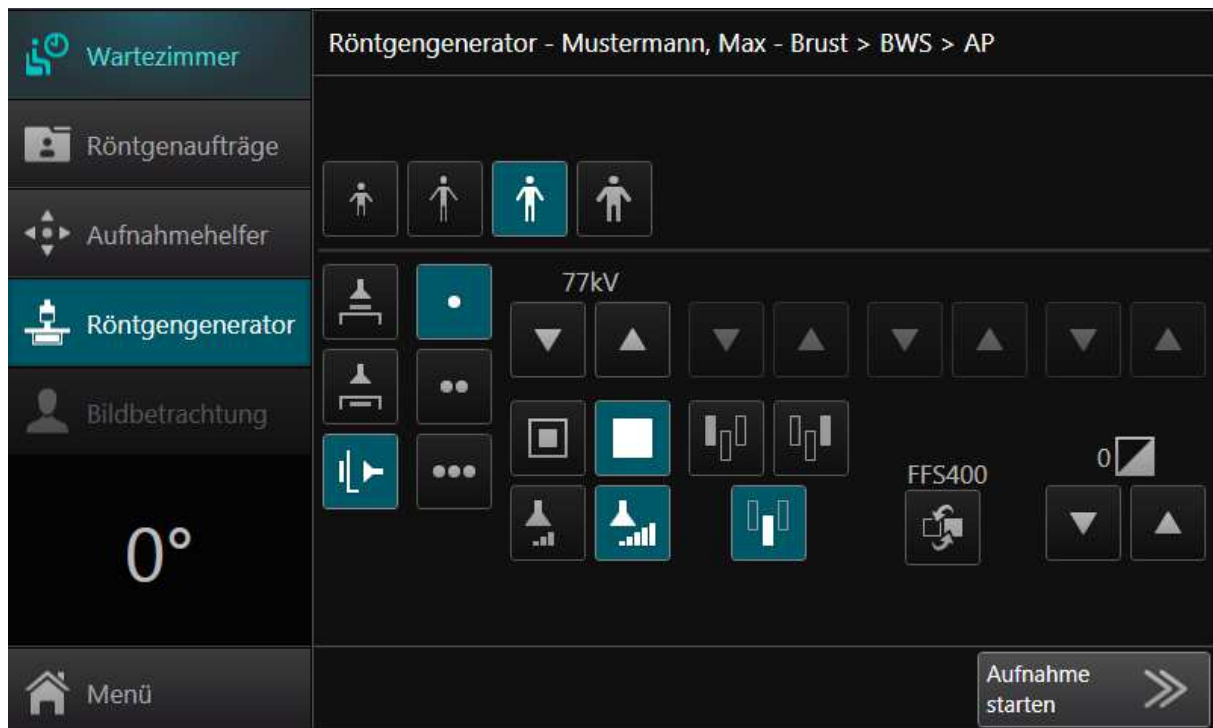 Wartezimmer
Röntgengenerator - Mustermann, Max - Brust > BWS > AP
Röntgenaufträge
Aufnahmehelfer
Röntgengenerator
Bildbetrachtung
77kV
FFS400
0
0°
Menü
Aufnahme
starten